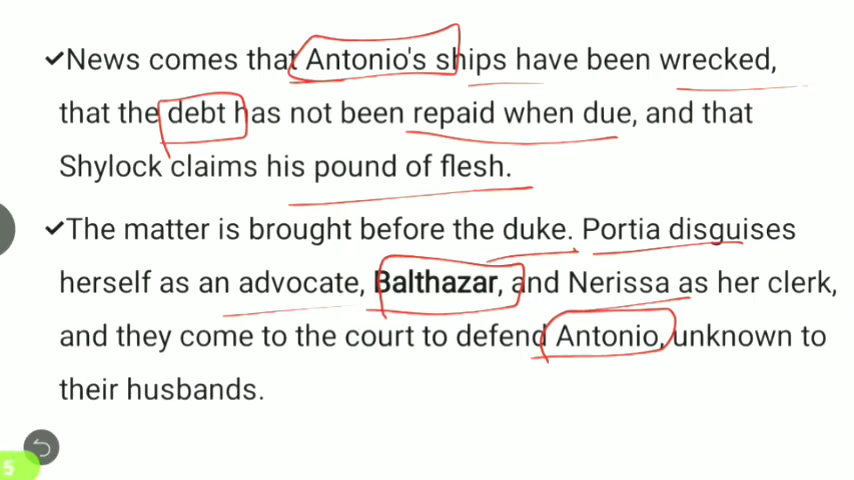 ✓News comes that Antonio's ships have been wrecked,
that the debt has not been repaid when due, and that
Shylock claims his pound of flesh.
✓The matter is brought before the duke. Portia disguises
herself as an advocate, Balthazar, and Nerissa as her clerk,
and they come to the court to defend Antonio, unknown to
their husbands.
5